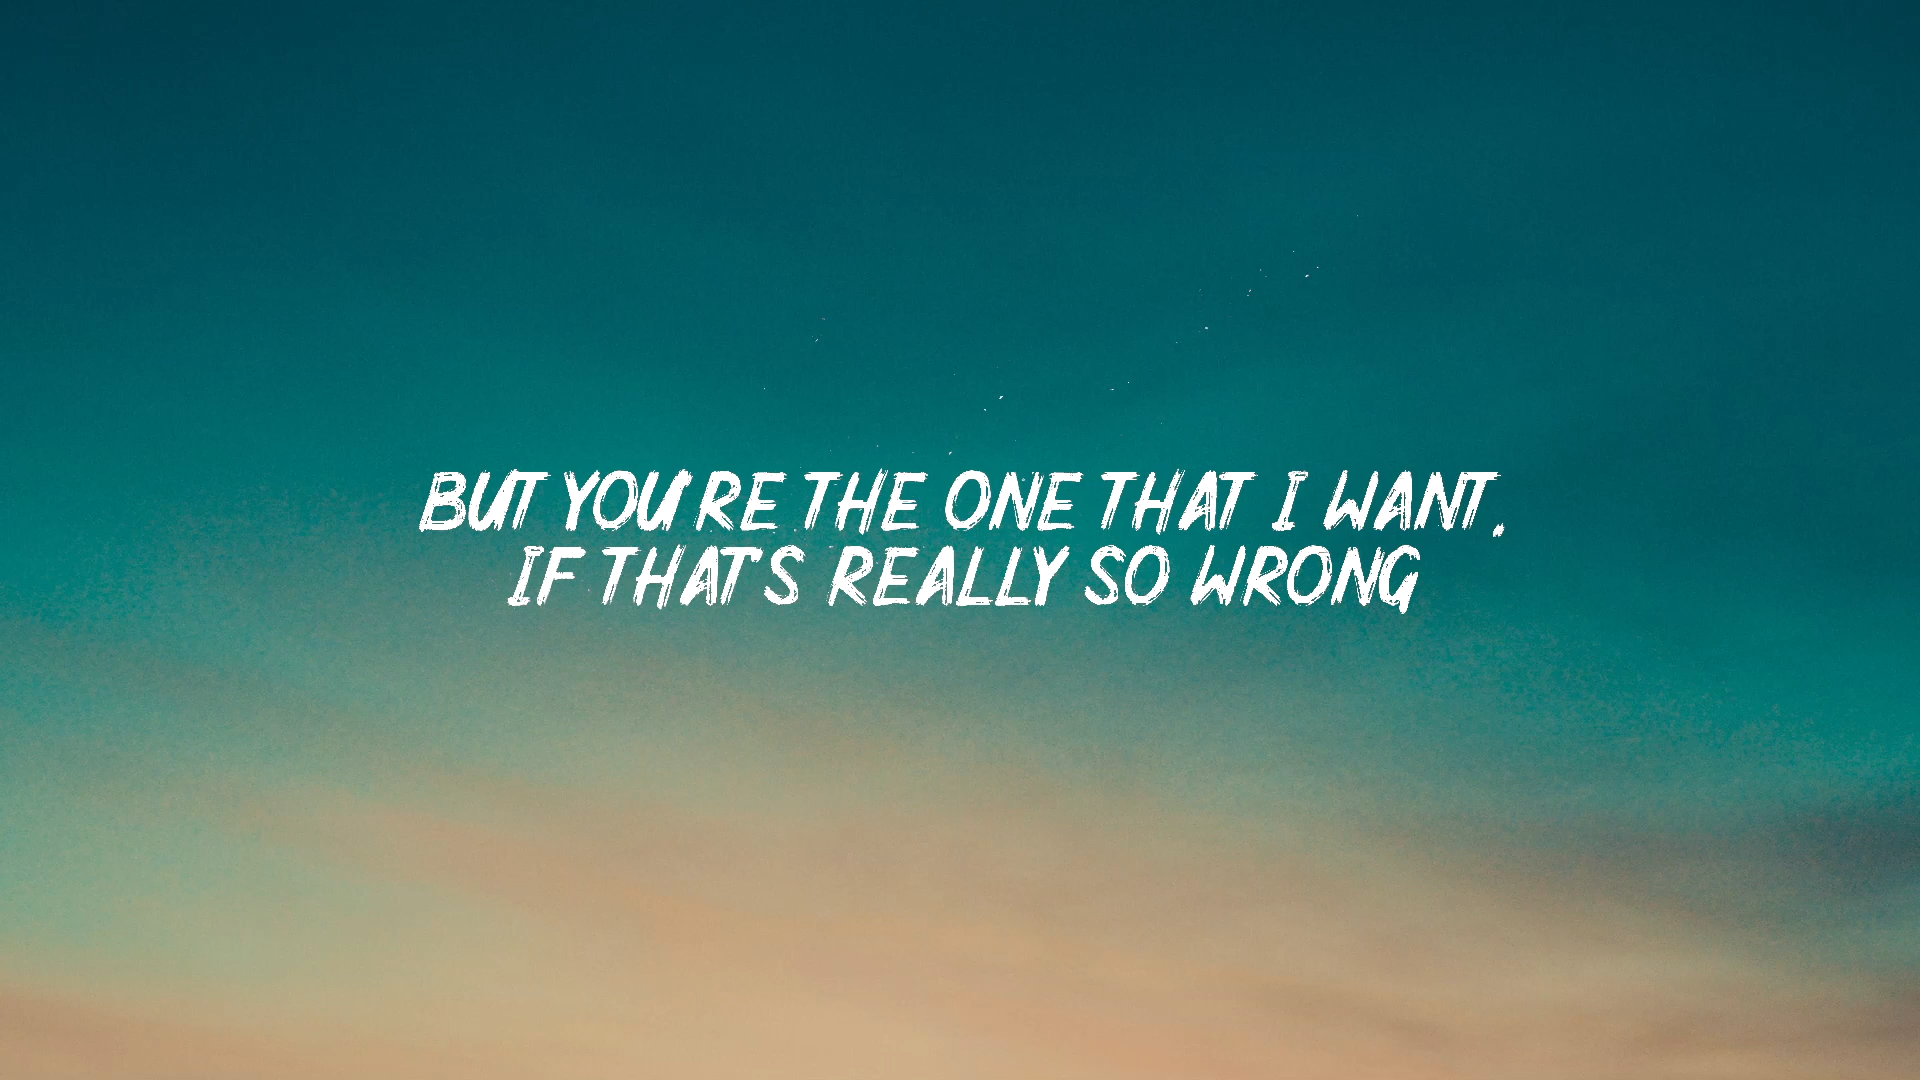 BUT YOU'RE THE ONE THAT I WANT,
IF THAT'S REALLY SO WRONG